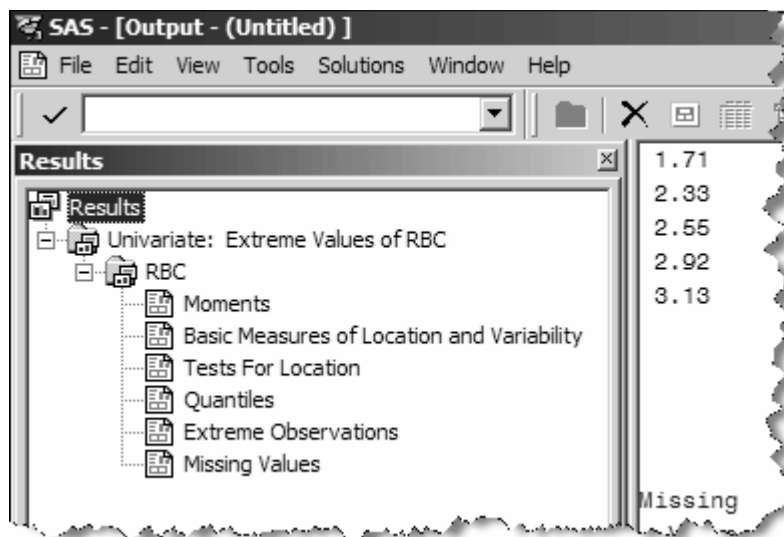 SAS - [Output - (Untitled) ]
File Edit View Tools Solutions Window Help
Results
Results
Univariate: Extreme Values of RBC
RBC
Moments
Basic Measures of Location and Variability
Tests For Location
Quantiles
Extreme Observations
Missing Values
1.71
2.33
2.55
2.92
3.13
Missing